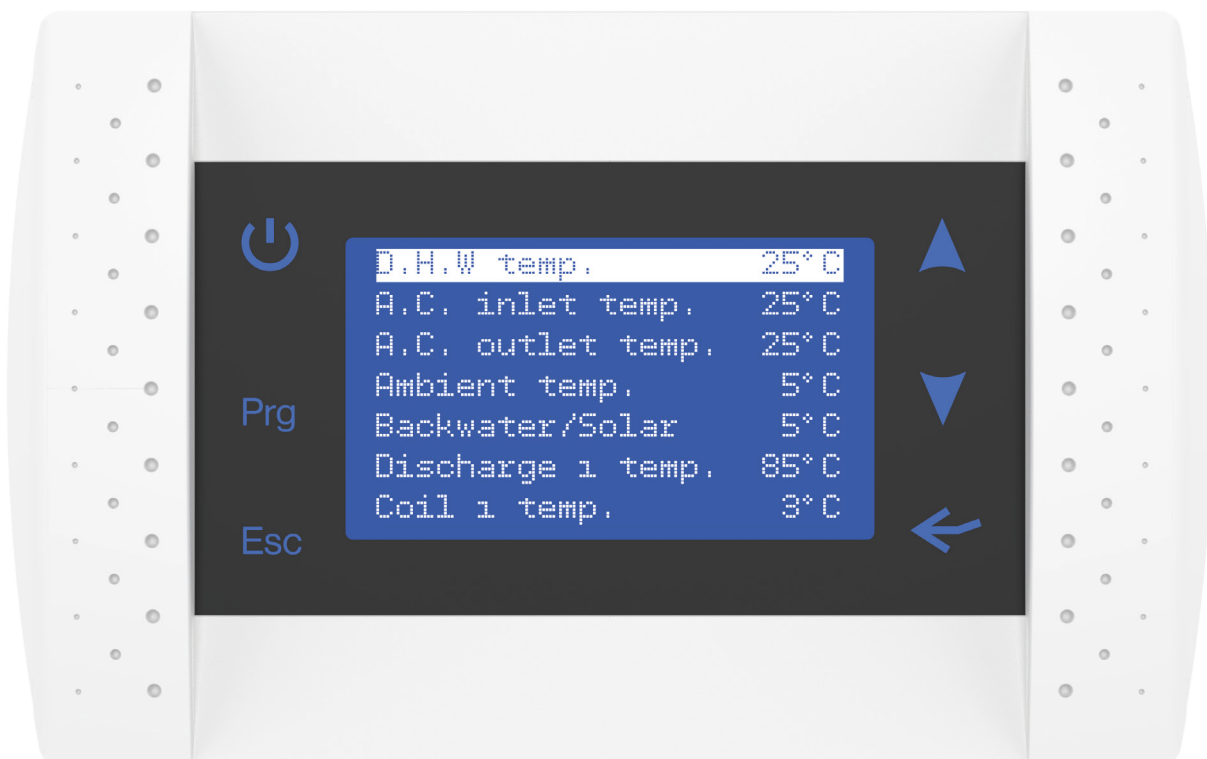 D.H.W temp. 25°C
A.C. inlet temp. 25°C
A.C. outlet temp. 25°C
Ambient temp. 5°C
Prg
Backwater/Solar 5°C
Discharge 1 temp. 85°C
Coil 1 temp. 3°C
Esc